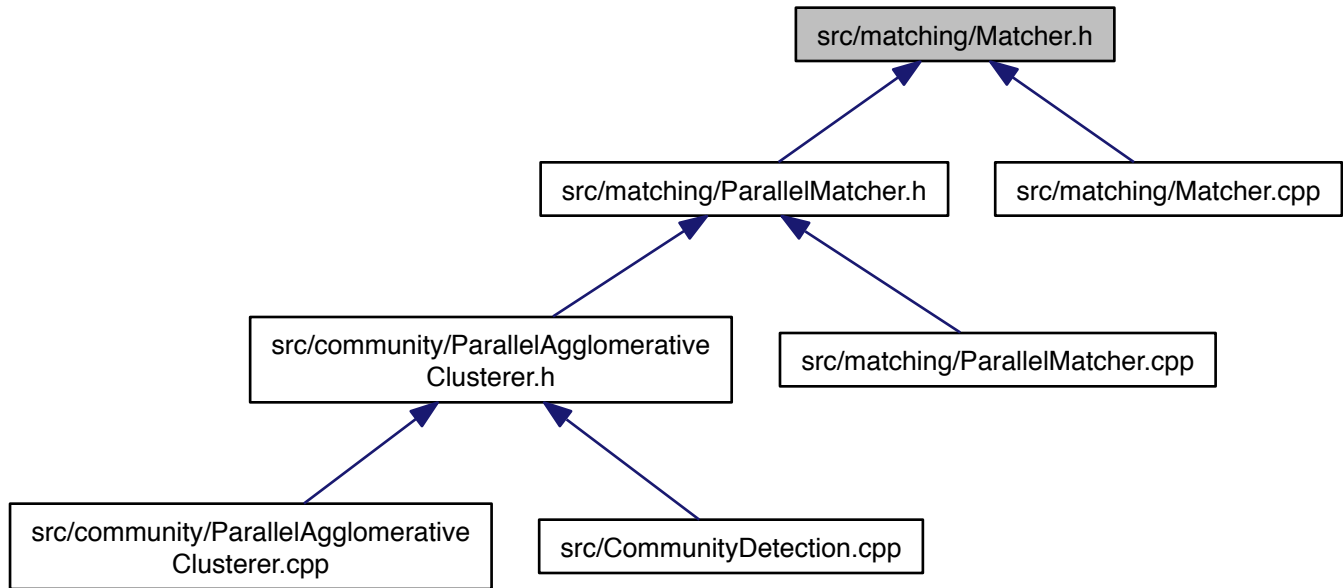 src/matching/Matcher.h
src/matching/ParallelMatcher.h
src/matching/Matcher.cpp
src/community/ParallelAgglomerative
Clusterer.h
src/matching/ParallelMatcher.cpp
src/community/ParallelAgglomerative
Clusterer.cpp
src/CommunityDetection.cpp